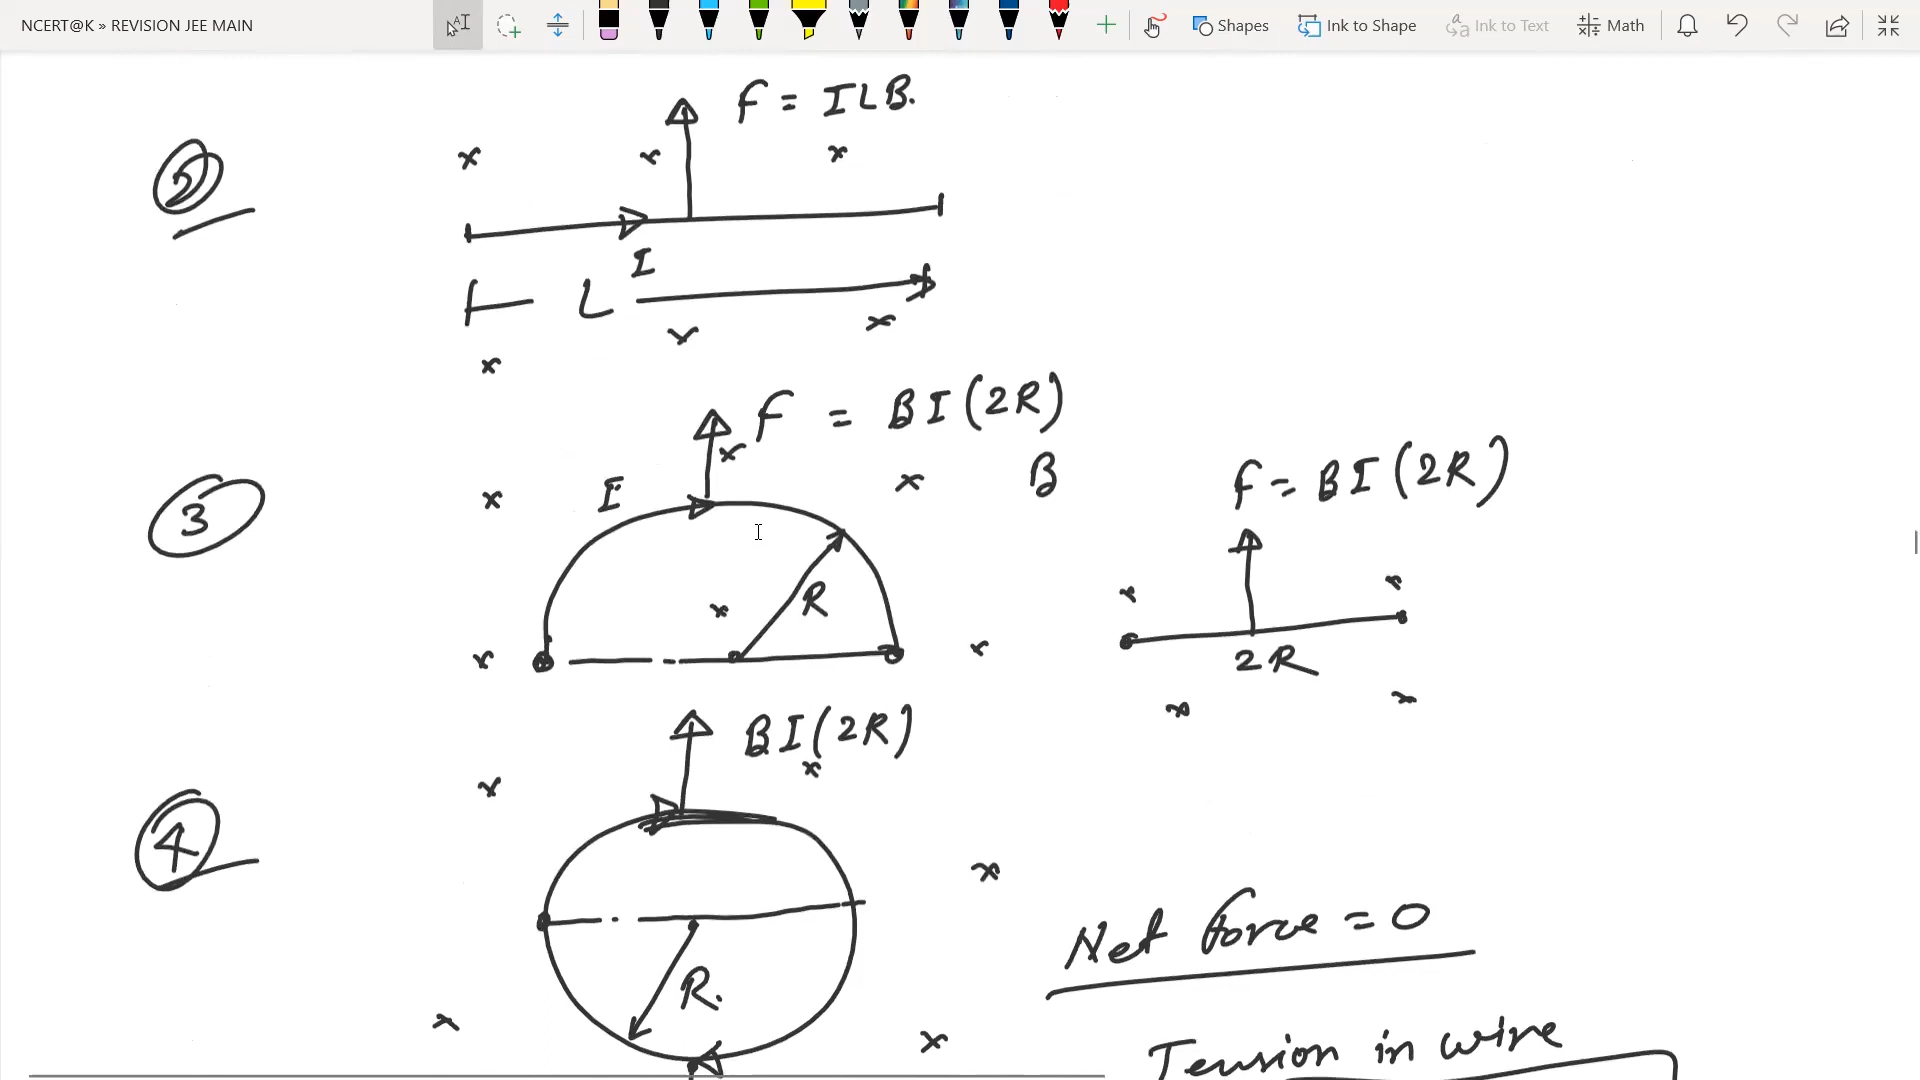 NCERT@K » REVISION JEE MAIN
Shapes
Ink to Shape
Ink to Text
Math
F = ILB.
I
L
3
F = BI(2R)
I
B
R
F = BI(2R)
2R
4
BI(2R)
R.
Net force = 0
Tension in wire